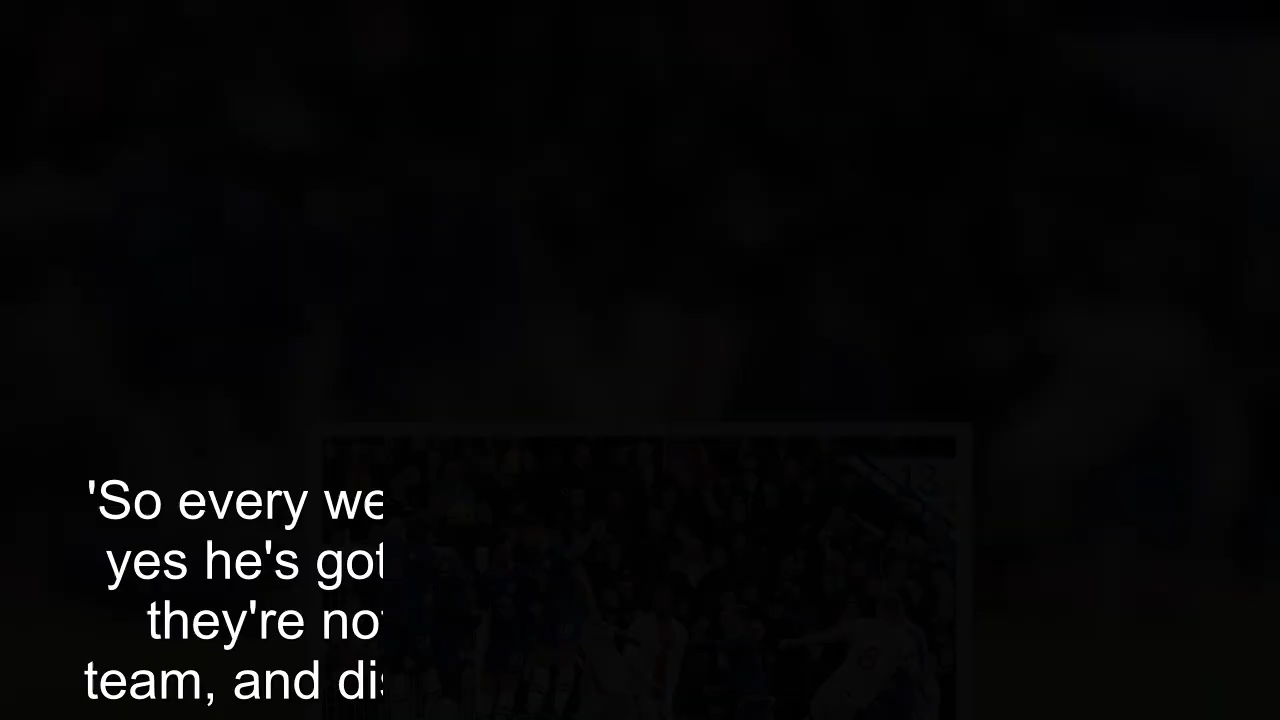 'So every we
yes he's got
they're not
team, and dis